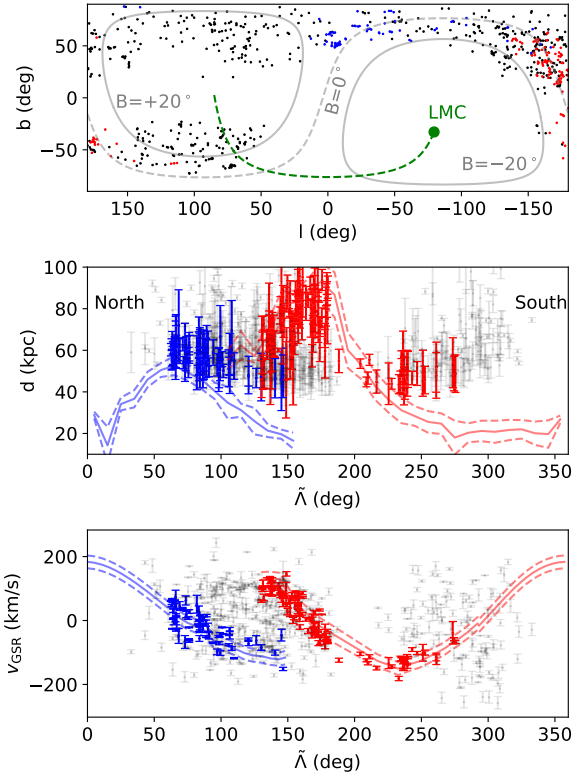 50
0
−50
b (deg)
B=+20°
B=0°
LMC
B=−20°
150
100
50
0
−50
−100
−150
l (deg)
100
80
60
40
20
d (kpc)
North
South
0
50
100
150
200
250
300
350
Λ̃ (deg)
200
0
−200
v_GSR (km/s)
0
50
100
150
200
250
300
350
Λ̃ (deg)